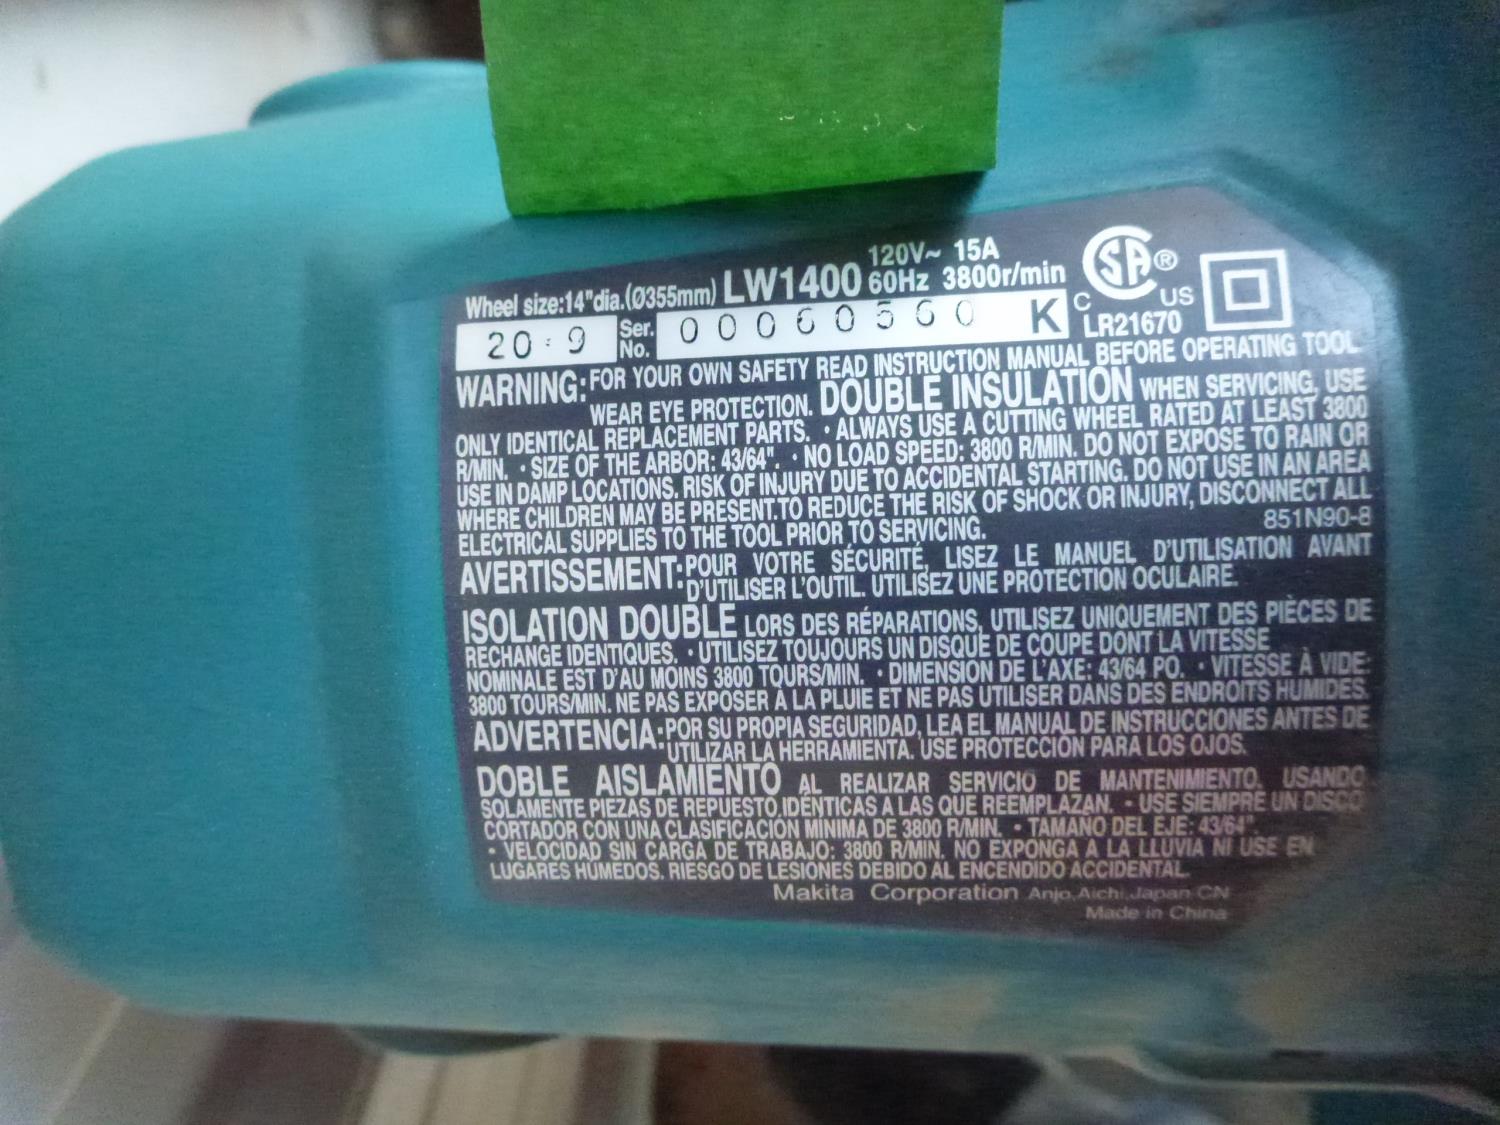 120V~ 15A
Wheel size:14"dia.(Ø355mm) LW1400 60Hz 3800r/min
CSA® C US
LR21670
20 : 9 Ser. No. 00060560 K
WARNING: FOR YOUR OWN SAFETY READ INSTRUCTION MANUAL BEFORE OPERATING TOOL
WEAR EYE PROTECTION. DOUBLE INSULATION WHEN SERVICING, USE
ONLY IDENTICAL REPLACEMENT PARTS. · ALWAYS USE A CUTTING WHEEL RATED AT LEAST 3800
R/MIN. · SIZE OF THE ARBOR: 43/64". · NO LOAD SPEED: 3800 R/MIN. DO NOT EXPOSE TO RAIN OR
USE IN DAMP LOCATIONS. RISK OF INJURY DUE TO ACCIDENTAL STARTING. DO NOT USE IN AN AREA
WHERE CHILDREN MAY BE PRESENT.TO REDUCE THE RISK OF SHOCK OR INJURY, DISCONNECT ALL
ELECTRICAL SUPPLIES TO THE TOOL PRIOR TO SERVICING.
851N90-8
AVERTISSEMENT: POUR VOTRE SÉCURITÉ, LISEZ LE MANUEL D'UTILISATION AVANT
D'UTILISER L'OUTIL. UTILISEZ UNE PROTECTION OCULAIRE.
ISOLATION DOUBLE LORS DES RÉPARATIONS, UTILISEZ UNIQUEMENT DES PIÈCES DE
RECHANGE IDENTIQUES. · UTILISEZ TOUJOURS UN DISQUE DE COUPE DONT LA VITESSE
NOMINALE EST D'AU MOINS 3800 TOURS/MIN. · DIMENSION DE L'AXE: 43/64 PO. · VITESSE À VIDE:
3800 TOURS/MIN. NE PAS EXPOSER À LA PLUIE ET NE PAS UTILISER DANS DES ENDROITS HUMIDES.
ADVERTENCIA: POR SU PROPIA SEGURIDAD, LEA EL MANUAL DE INSTRUCCIONES ANTES DE
UTILIZAR LA HERRAMIENTA. USE PROTECCIÓN PARA LOS OJOS.
DOBLE AISLAMIENTO AL REALIZAR SERVICIO DE MANTENIMIENTO, USANDO
SOLAMENTE PIEZAS DE REPUESTO IDÉNTICAS A LAS QUE REEMPLAZAN. · USE SIEMPRE UN DISCO
CORTADOR CON UNA CLASIFICACIÓN MÍNIMA DE 3800 R/MIN. · TAMAÑO DEL EJE: 43/64".
· VELOCIDAD SIN CARGA DE TRABAJO: 3800 R/MIN. NO EXPONGA A LA LLUVIA NI USE EN
LUGARES HÚMEDOS. RIESGO DE LESIONES DEBIDO AL ENCENDIDO ACCIDENTAL.
Makita Corporation Anjo, Aichi, Japan CN
Made in China